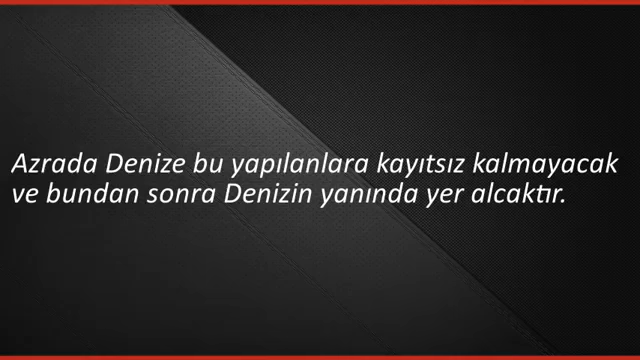 Azrada Denize bu yapılanlara kayıtsız kalmayacak
ve bundan sonra Denizin yanında yer alcaktır.